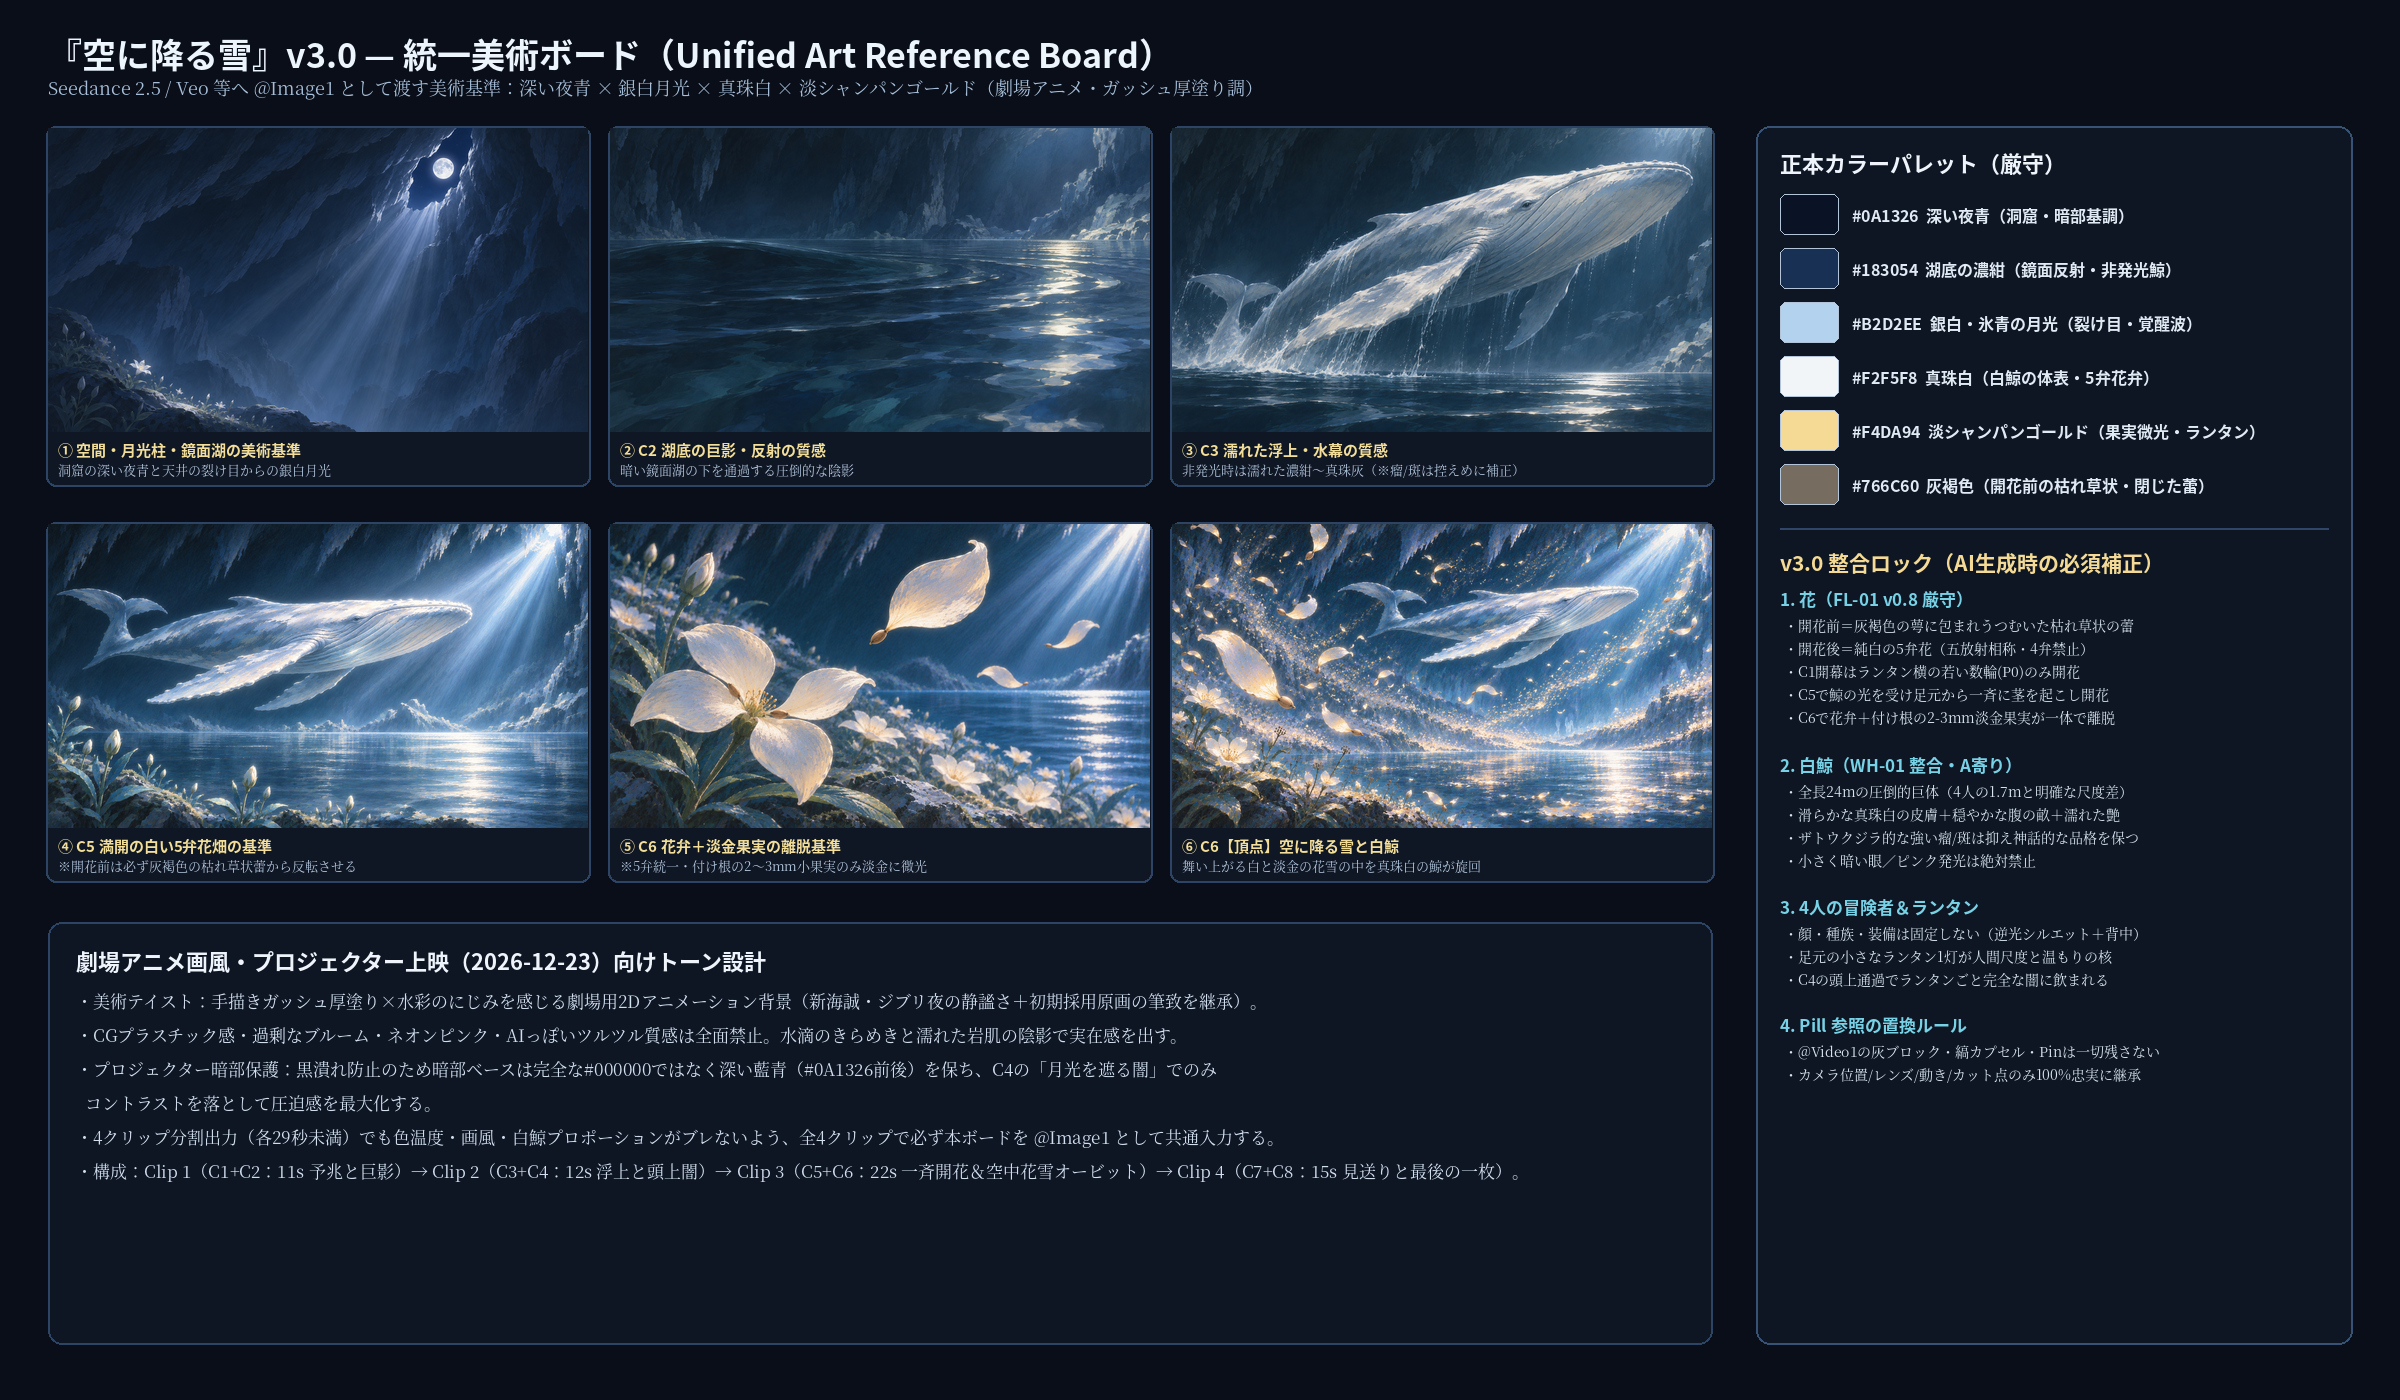 『空に降る雪』v3.0 — 統一美術ボード（Unified Art Reference Board）
Seedance 2.5 / Veo 等へ @Image1 として渡す美術基準：深い夜青 × 銀白月光 × 真珠白 × 淡シャンパンゴールド（劇場アニメ・ガッシュ厚塗り調）
① 空間・月光柱・鏡面湖の美術基準
洞窟の深い夜青と天井の裂け目からの銀白月光
② C2 湖底の巨影・反射の質感
暗い鏡面湖の下を通過する圧倒的な陰影
③ C3 濡れた浮上・水幕の質感
非発光時は濡れた濃紺～真珠灰（※瘤/斑は控えめに補正）
④ C5 満開の白い5弁花畑の基準
※開花前は必ず灰褐色の枯れ草状蕾から反転させる
⑤ C6 花弁＋淡金果実の離脱基準
※5弁統一・付け根の2～3mm小果実のみ淡金に微光
⑥ C6【頂点】空に降る雪と白鯨
舞い上がる白と淡金の花雪の中を真珠白の鯨が旋回
劇場アニメ画風・プロジェクター上映（2026-12-23）向けトーン設計
・美術テイスト：手描きガッシュ厚塗り×水彩のにじみを感じる劇場用2Dアニメーション背景（新海誠・ジブリ夜の静謐さ＋初期採用原画の筆致を継承）。
・CGプラスチック感・過剰なブルーム・ネオンピンク・AIっぽいツルツル質感は全面禁止。水滴のきらめきと濡れた岩肌の陰影で実在感を出す。
・プロジェクター暗部保護：黒潰れ防止のため暗部ベースは完全な#000000ではなく深い藍青（#0A1326前後）を保ち、C4の「月光を遮る闇」でのみ
コントラストを落として圧迫感を最大化する。
・4クリップ分割出力（各29秒未満）でも色温度・画風・白鯨プロポーションがブレないよう、全4クリップで必ず本ボードを @Image1 として共通入力する。
・構成：Clip 1（C1+C2：11s 予兆と巨影）→ Clip 2（C3+C4：12s 浮上と頭上闇）→ Clip 3（C5+C6：22s 一斉開花＆空中花雪オービット）→ Clip 4（C7+C8：15s 見送りと最後の一枚）。
正本カラーパレット（厳守）
#0A1326 深い夜青（洞窟・暗部基調）
#183054 湖底の濃紺（鏡面反射・非発光鯨）
#B2D2EE 銀白・氷青の月光（裂け目・覚醒波）
#F2F5F8 真珠白（白鯨の体表・5弁花弁）
#F4DA94 淡シャンパンゴールド（果実微光・ランタン）
#766C60 灰褐色（開花前の枯れ草状・閉じた蕾）
v3.0 整合ロック（AI生成時の必須補正）
1. 花（FL-01 v0.8 厳守）
・開花前＝灰褐色の萼に包まれうつむいた枯れ草状の蕾
・開花後＝純白の5弁花（五放射相称・4弁禁止）
・C1開幕はランタン横の若い数輪(P0)のみ開花
・C5で鯨の光を受け足元から一斉に茎を起こし開花
・C6で花弁＋付け根の2-3mm淡金果実が一体で離脱
2. 白鯨（WH-01 整合・A寄り）
・全長24mの圧倒的巨体（4人の1.7mと明確な尺度差）
・滑らかな真珠白の皮膚＋穏やかな腹の畝＋濡れた艶
・ザトウクジラ的な強い瘤/斑は抑え神話的な品格を保つ
・小さく暗い眼／ピンク発光は絶対禁止
3. 4人の冒険者＆ランタン
・顔・種族・装備は固定しない（逆光シルエット＋背中）
・足元の小さなランタン1灯が人間尺度と温もりの核
・C4の頭上通過でランタンごと完全な闇に飲まれる
4. Pill 参照の置換ルール
・@Video1の灰ブロック・縞カプセル・Pinは一切残さない
・カメラ位置/レンズ/動き/カット点のみ100%忠実に継承